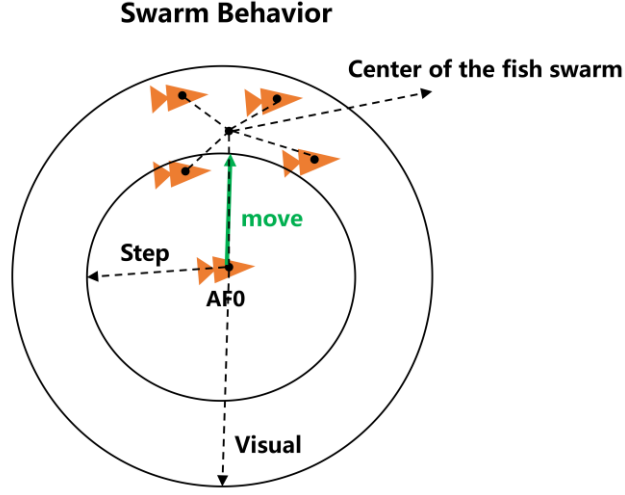 Swarm Behavior
Center of the fish swarm
move
Step
AF0
Visual